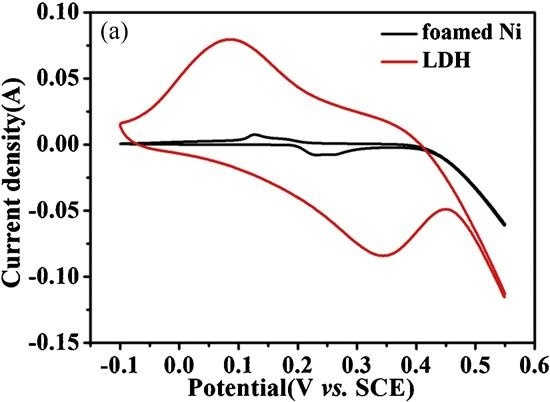 (a)
foamed Ni
LDH
0.10
0.05
0.00
-0.05
-0.10
-0.15
Current density(A)
-0.1 0.0 0.1 0.2 0.3 0.4 0.5 0.6
Potential(V vs. SCE)